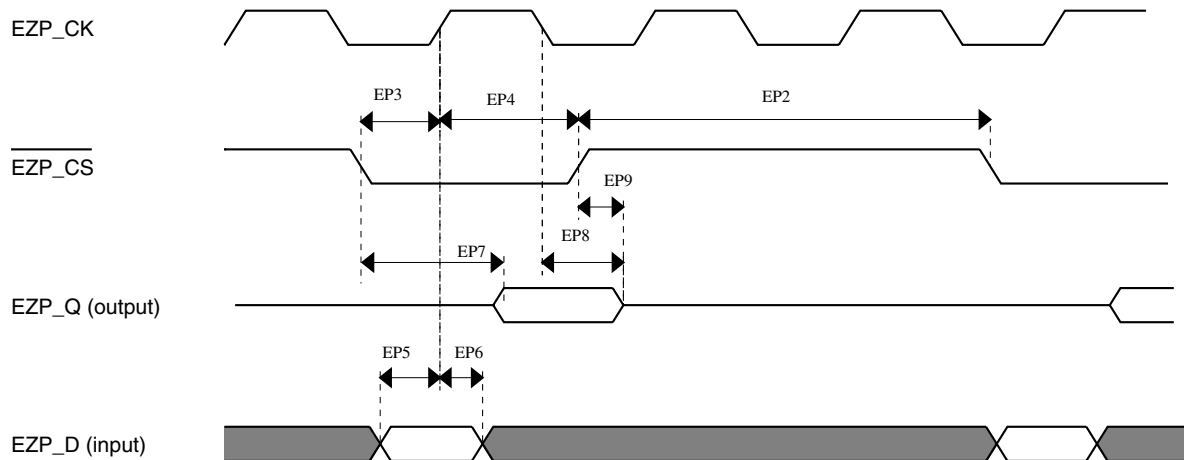 EZP_CK
EP3
EP4
EP2
EZP_CS
EP9
EP8
EP7
EZP_Q (output)
EP5
EP6
EZP_D (input)